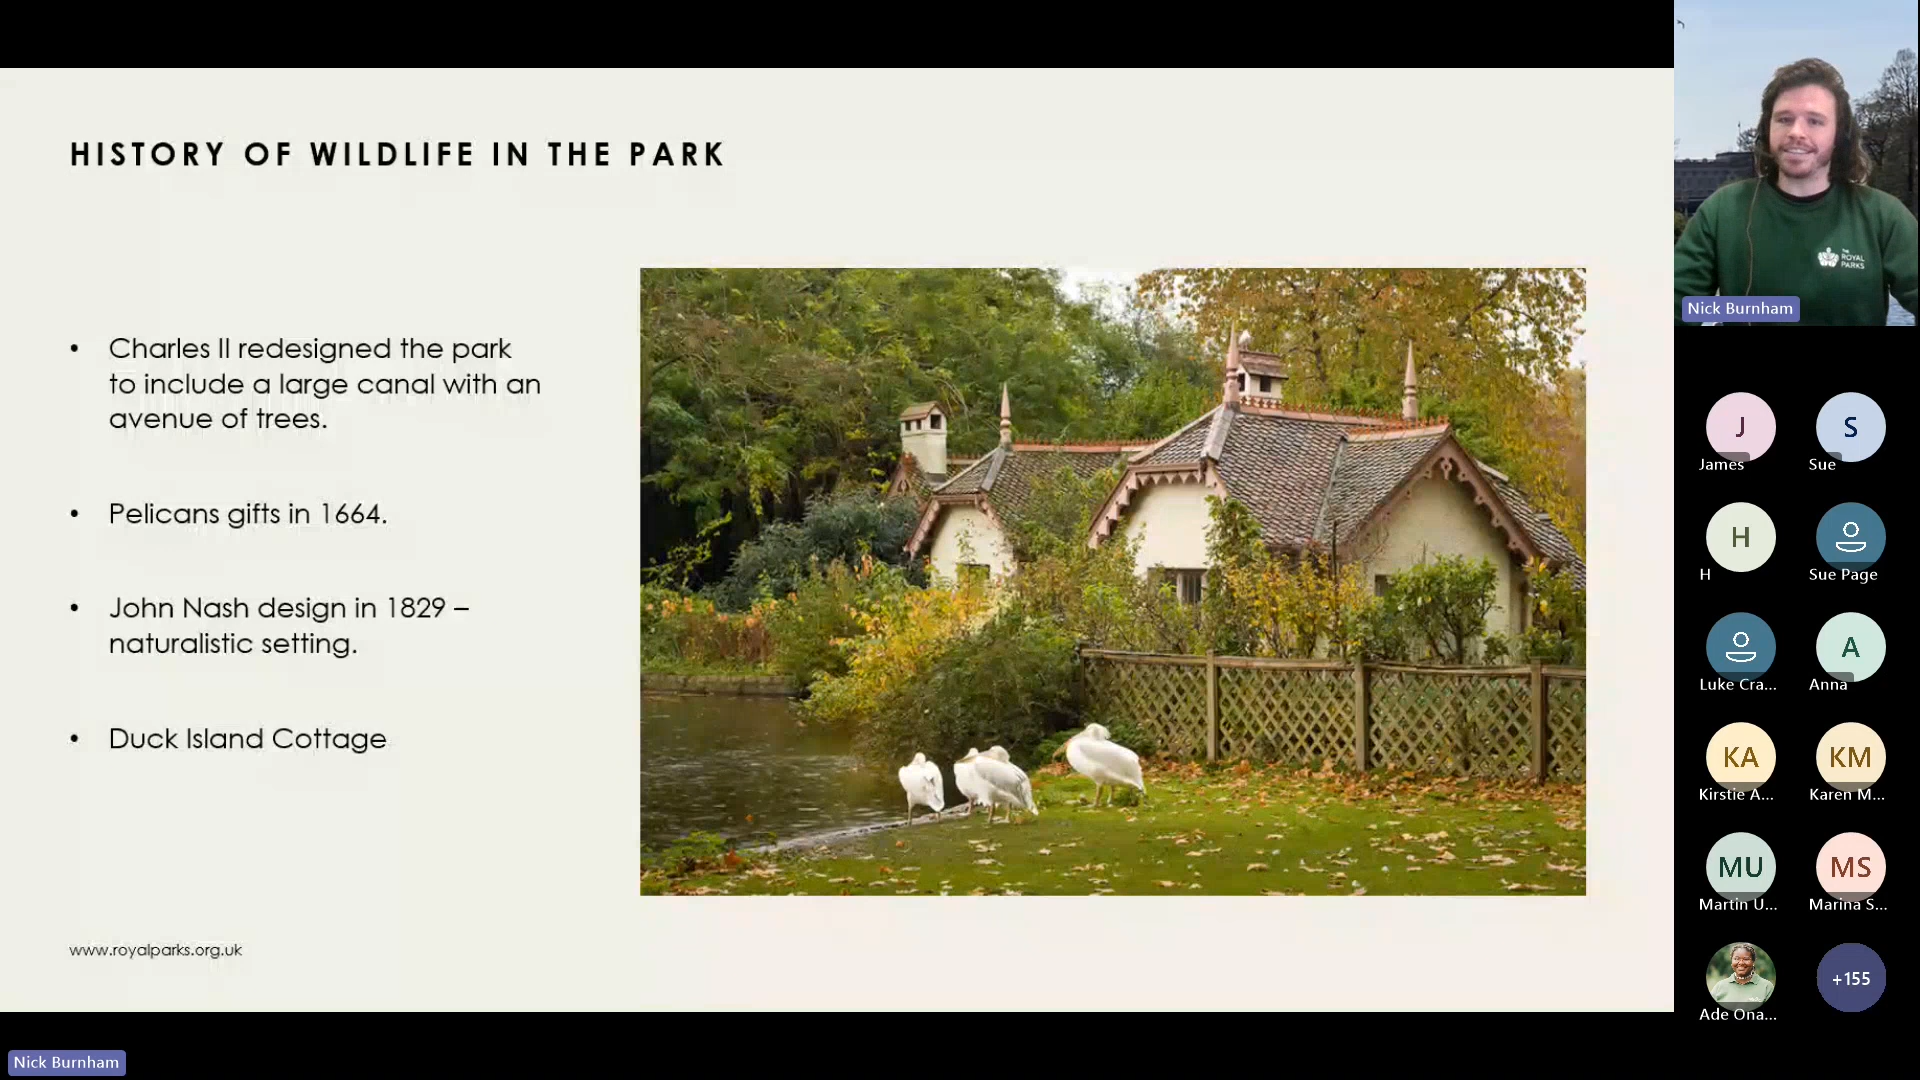 HISTORY OF WILDLIFE IN THE PARK
• Charles II redesigned the park
to include a large canal with an
avenue of trees.
• Pelicans gifts in 1664.
• John Nash design in 1829 –
naturalistic setting.
• Duck Island Cottage
www.royalparks.org.uk
Nick Burnham
THE
ROYAL
PARKS
Nick Burnham
J
James
S
Sue
H
H
Sue Page
Luke Cra...
A
Anna
KA
Kirstie A...
KM
Karen M...
MU
Martin U...
MS
Marina S...
Ade Ona...
+155